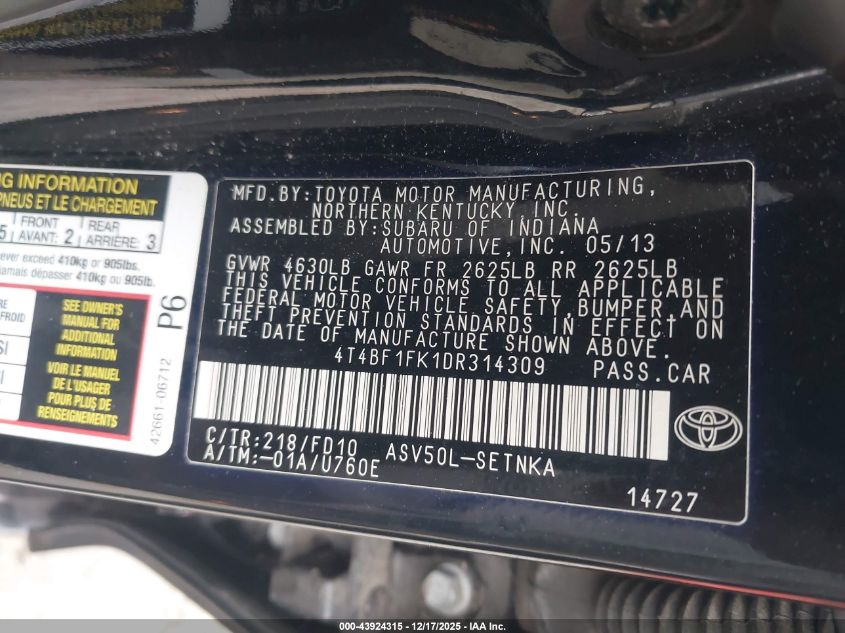 NG INFORMATION
PNEUS ET LE CHARGEMENT
5 FRONT AVANT: 2 REAR ARRIÈRE: 3
ever exceed 410kg or 905lbs.
jamais dépasser 410kg ou 905lb.
SEE OWNER'S
MANUAL FOR
ADDITIONAL
INFORMATION
VOIR LE MANUEL
DE L'USAGER
POUR PLUS DE
RENSEIGNEMENTS
P6
42661-06712
MFD.BY:TOYOTA MOTOR MANUFACTURING,
NORTHERN KENTUCKY, INC.
ASSEMBLED BY:SUBARU OF INDIANA
AUTOMOTIVE, INC. 05/13
GVWR 4630LB GAWR FR 2625LB RR 2625LB
THIS VEHICLE CONFORMS TO ALL APPLICABLE
FEDERAL MOTOR VEHICLE SAFETY, BUMPER, AND
THEFT PREVENTION STANDARDS IN EFFECT ON
THE DATE OF MANUFACTURE SHOWN ABOVE.
4T4BF1FK1DR314309 PASS.CAR
C/TR:218/FD10 ASV50L-SETNKA
A/TM:-01A/U760E
14727
000-43924315 - 12/17/2025 - IAA Inc.